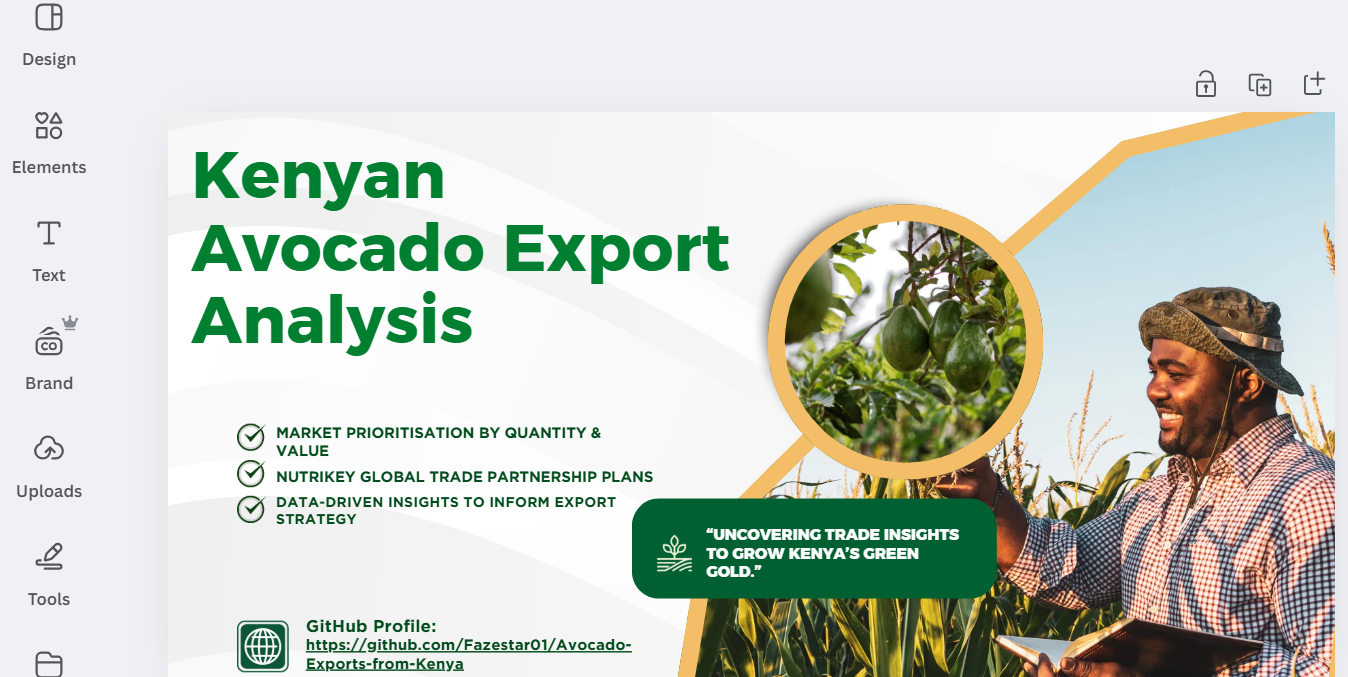 Design
Elements
Text
CO
Brand
Uploads
Tools
Kenyan
Avocado Export
Analysis
MARKET PRIORITISATION BY QUANTITY &
VALUE
NUTRIKEY GLOBAL TRADE PARTNERSHIP PLANS
DATA-DRIVEN INSIGHTS TO INFORM EXPORT
STRATEGY
“UNCOVERING TRADE INSIGHTS
TO GROW KENYA’S GREEN
GOLD.”
GitHub Profile:
https://github.com/Fazestar01/Avocado-
Exports-from-Kenya